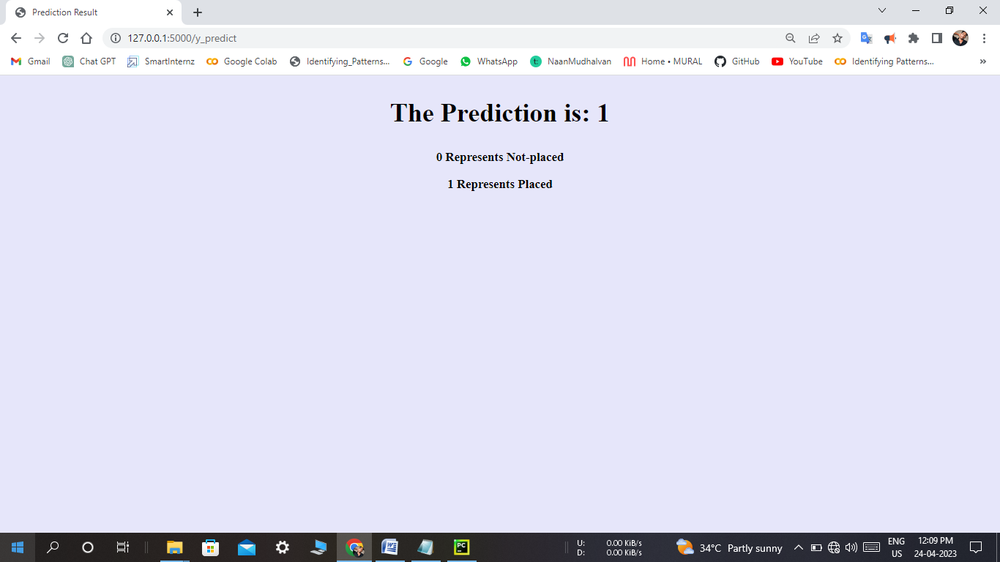 Prediction Result
127.0.0.1:5000/y_predict
Gmail Chat GPT SmartInternz Google Colab Identifying_Patterns... Google WhatsApp NaanMudhalvan Home • MURAL GitHub YouTube Identifying Patterns... »
The Prediction is: 1
0 Represents Not-placed
1 Represents Placed
U: 0.00 KiB/s
D: 0.00 KiB/s
34°C Partly sunny
ENG
US
12:09 PM
24-04-2023